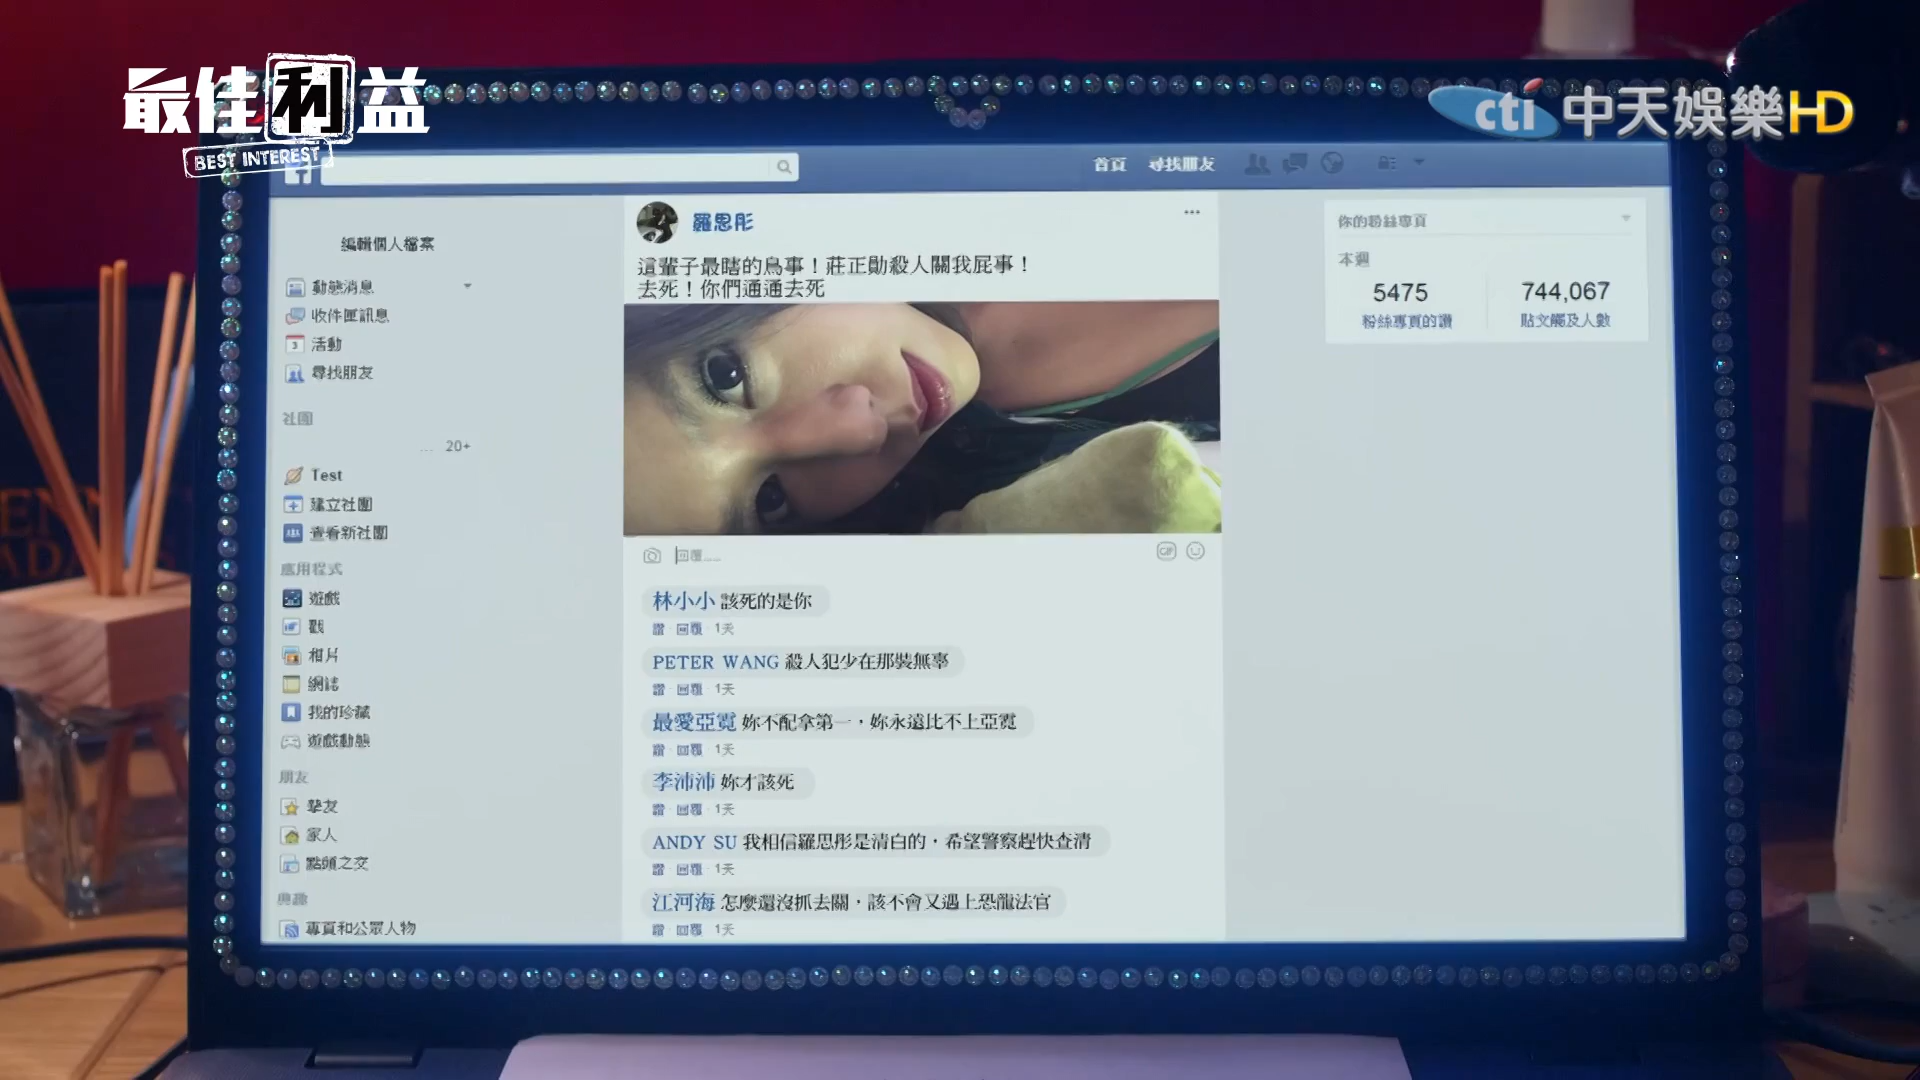 最佳利益
BEST INTEREST
cti 中天娛樂HD
首頁 尋找朋友
編輯個人檔案
動態消息
收件匣訊息
3 活動
尋找朋友
社團
... 20+
Test
建立社團
查看新社團
應用程式
遊戲
戳
相片
網誌
我的珍藏
遊戲動態
朋友
摯友
家人
點頭之交
興趣
專頁和公眾人物
羅思彤
這輩子最瞎的鳥事！莊正勛殺人關我屁事！
去死！你們通通去死
回覆......
GIF
林小小 該死的是你
讚 · 回覆 · 1天
PETER WANG 殺人犯少在那裝無辜
讚 · 回覆 · 1天
最愛亞霓 妳不配拿第一，妳永遠比不上亞霓
讚 · 回覆 · 1天
李沛沛 妳才該死
讚 · 回覆 · 1天
ANDY SU 我相信羅思彤是清白的，希望警察趕快查清
讚 · 回覆 · 1天
江河海 怎麼還沒抓去關，該不會又遇上恐龍法官
讚 · 回覆 · 1天
你的粉絲專頁
本週
5475 744,067
粉絲專頁的讚 貼文觸及人數